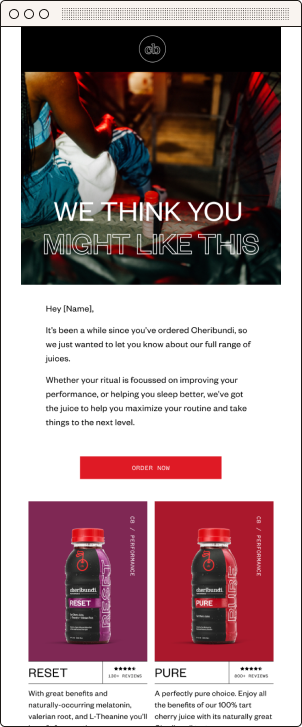 cb
WE THINK YOU
MIGHT LIKE THIS
Hey [Name],
It's been a while since you've ordered Cheribundi, so
we just wanted to let you know about our full range of
juices.
Whether your ritual is focussed on improving your
performance, or helping you sleep better, we've got
the juice to help you maximize your routine and take
things to the next level.
ORDER NOW
CB / PERFORMANCE
cheribundi
RESET
RESET
CB / PERFORMANCE
cheribundi
PURE
PURE
RESET
130+ REVIEWS
With great benefits and
naturally-occurring melatonin,
valerian root, and L-Theanine you'll
PURE
600+ REVIEWS
A perfectly pure choice. Enjoy all
the benefits of our 100% tart
cherry juice with its naturally great